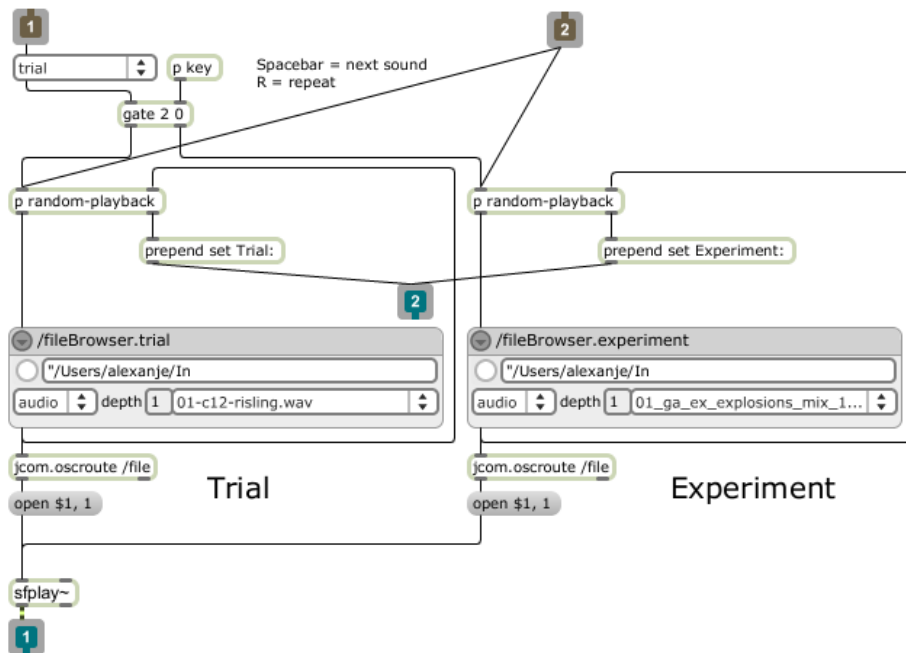 1
2
trial
p key
Spacebar = next sound
R = repeat
gate 2 0
p random-playback
p random-playback
prepend set Trial:
prepend set Experiment:
2
/fileBrowser.trial
"/Users/alexanje/In
audio
depth
1
01-c12-risling.wav
/fileBrowser.experiment
"/Users/alexanje/In
audio
depth
1
01_ga_ex_explosions_mix_1...
jcom.oscroute /file
Trial
jcom.oscroute /file
Experiment
open $1, 1
open $1, 1
sfplay~
1